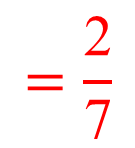 = 2/7